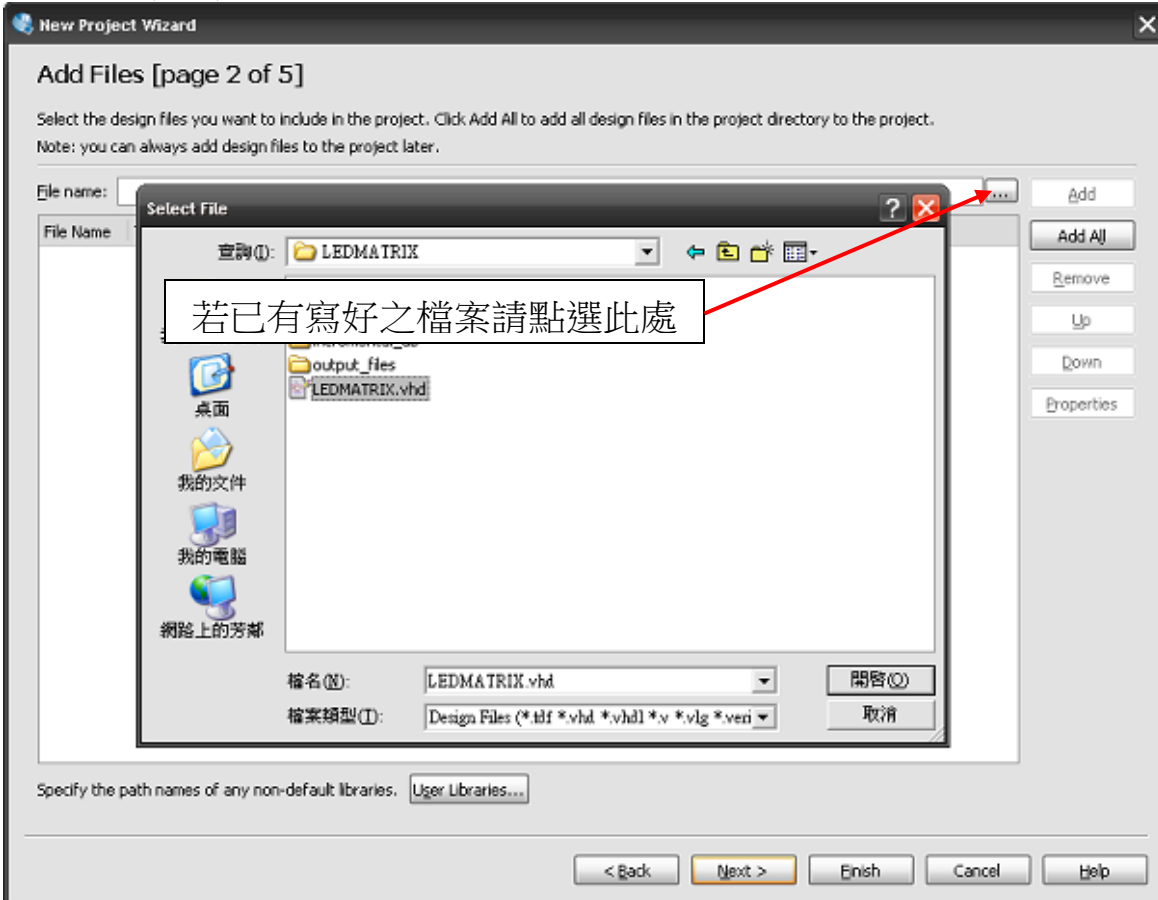 New Project Wizard
Add Files [page 2 of 5]
Select the design files you want to include in the project. Click Add All to add all design files in the project directory to the project.
Note: you can always add design files to the project later.
File name:
...
Add
File Name
Add All
Remove
Up
Down
Properties
Select File
查詢(I):
LEDMATRIX
若已有寫好之檔案請點選此處
output_files
LEDMATRIX.vhd
桌面
我的文件
我的電腦
網路上的芳鄰
檔名(N):
LEDMATRIX.vhd
開啓(O)
檔案類型(T):
Design Files (*.tdf *.vhd *.vhdl *.v *.vlg *.veri
取消
Specify the path names of any non-default libraries.
User Libraries...
< Back
Next >
Finish
Cancel
Help